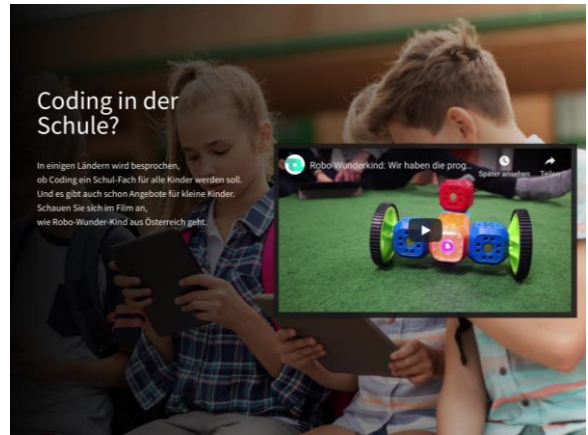 Coding in der
Schule?
In einigen Ländern wird besprochen,
ob Coding ein Schul-Fach für alle Kinder werden soll.
Und es gibt auch schon Angebote für kleine Kinder.
Schauen Sie sich im Film an,
wie Robo-Wunder-Kind aus Österreich geht.
Robo-Wunderkind: Wir haben die prog...
Später ansehen
Teilen